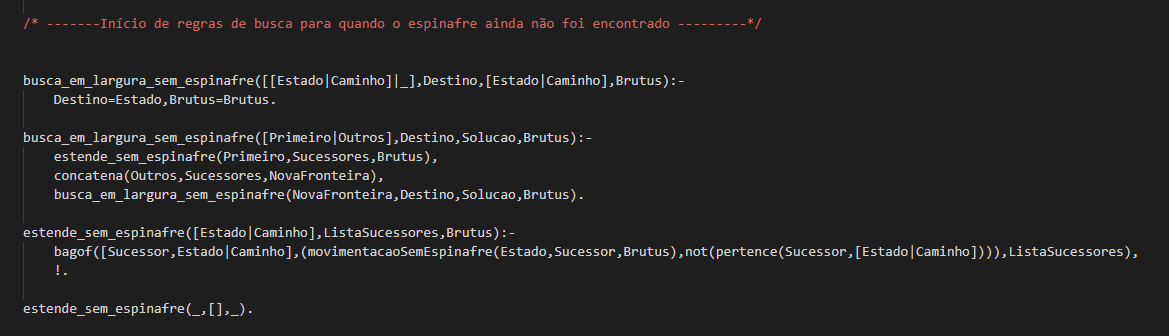 /* -------Início de regras de busca para quando o espinafre ainda não foi encontrado ---------*/
busca_em_largura_sem_espinafre([[Estado|Caminho]|_],Destino,[Estado|Caminho],Brutus):-
    Destino=Estado,Brutus=Brutus.
busca_em_largura_sem_espinafre([Primeiro|Outros],Destino,Solucao,Brutus):-
    estende_sem_espinafre(Primeiro,Sucessores,Brutus),
    concatena(Outros,Sucessores,NovaFronteira),
    busca_em_largura_sem_espinafre(NovaFronteira,Destino,Solucao,Brutus).
estende_sem_espinafre([Estado|Caminho],ListaSucessores,Brutus):-
    bagof([Sucessor,Estado|Caminho],(movimentacaoSemEspinafre(Estado,Sucessor,Brutus),not(pertence(Sucessor,[Estado|Caminho]))),ListaSucessores),
    !.
estende_sem_espinafre(_,[],_).